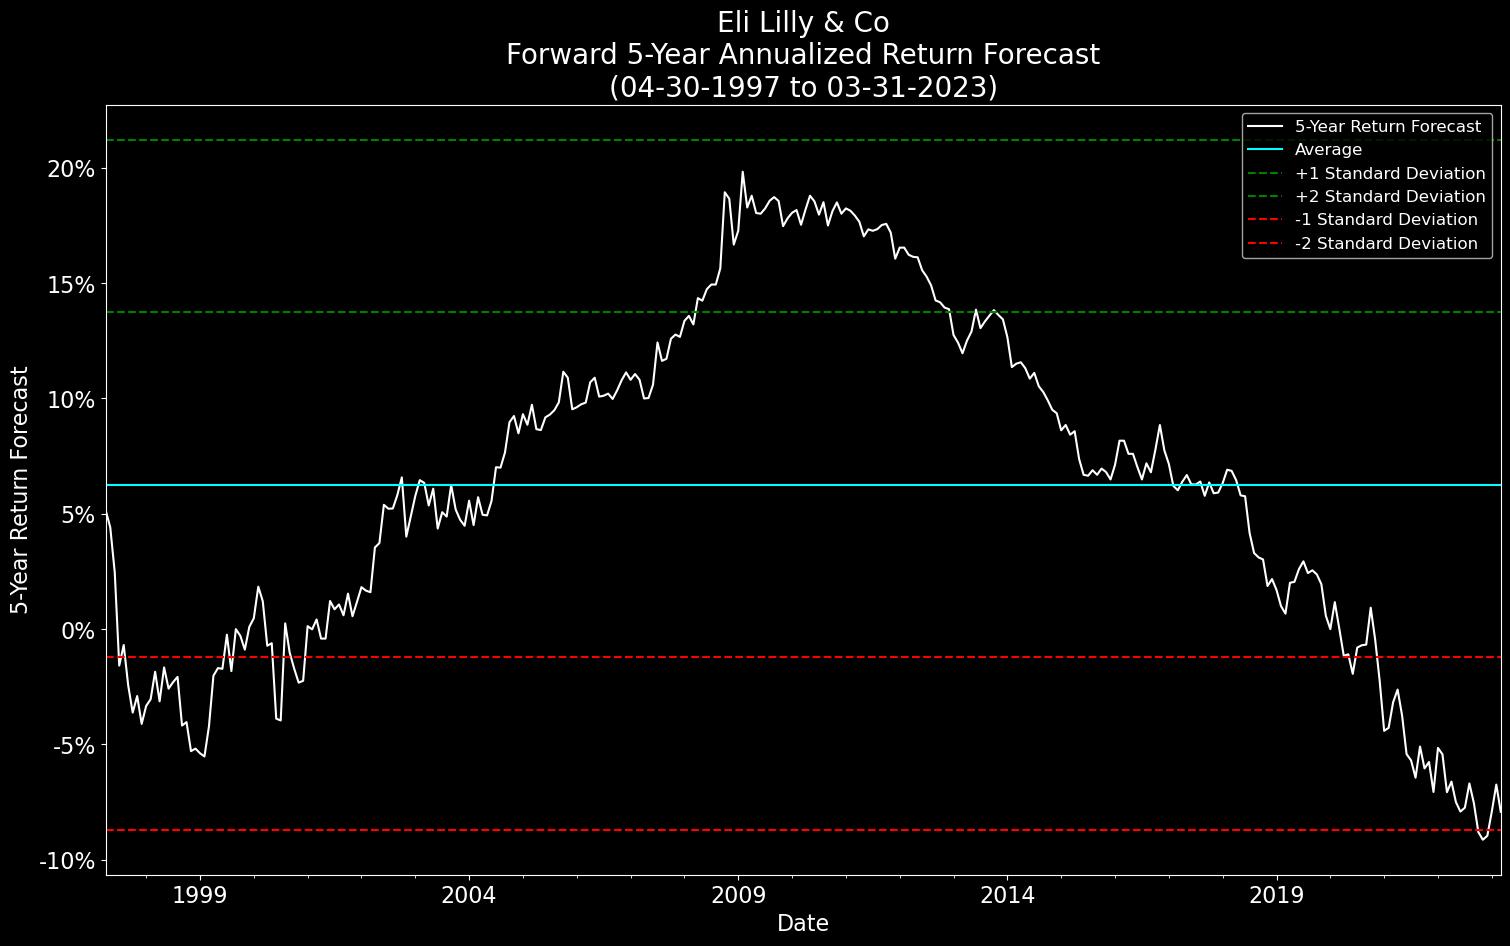 Eli Lilly & Co
Forward 5-Year Annualized Return Forecast
(04-30-1997 to 03-31-2023)
5-Year Return Forecast
Average
+1 Standard Deviation
+2 Standard Deviation
-1 Standard Deviation
-2 Standard Deviation
5-Year Return Forecast
20%
15%
10%
5%
0%
-5%
-10%
1999
2004
2009
2014
2019
Date